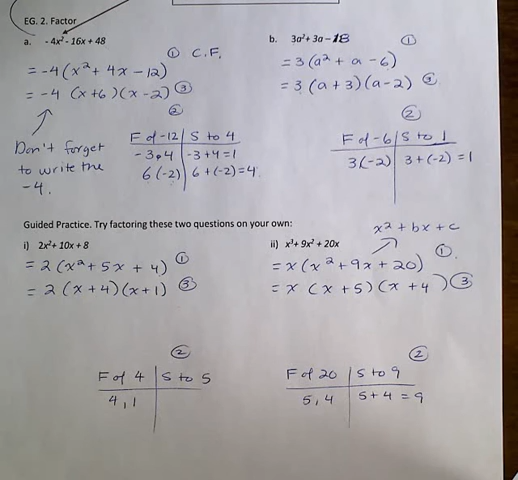 EG. 2. Factor
a. - 4x² - 16x + 48
① C.F.
= -4(x² + 4x - 12)
= -4 (x+6)(x-2) ③
②
Don't forget
to write the
-4.
F of -12 | S to 4
-3 • 4 | -3+4=1
6(-2) | 6+(-2)=4
b. 3a² + 3a - 18
①
= 3(a² + a - 6)
= 3(a+3)(a-2) ③
②
F of -6 | S to 1
3(-2) | 3+(-2) = 1
Guided Practice. Try factoring these two questions on your own:
i) 2x² + 10x + 8
= 2(x² + 5x + 4) ①
= 2(x+4)(x+1) ③
②
F of 4 | S to 5
4, 1
x² + bx + c
ii) x³ + 9x² + 20x
①
= x(x² + 9x + 20)
= x (x+5)(x+4) ③
②
F of 20 | S to 9
5, 4 | 5+4 = 9